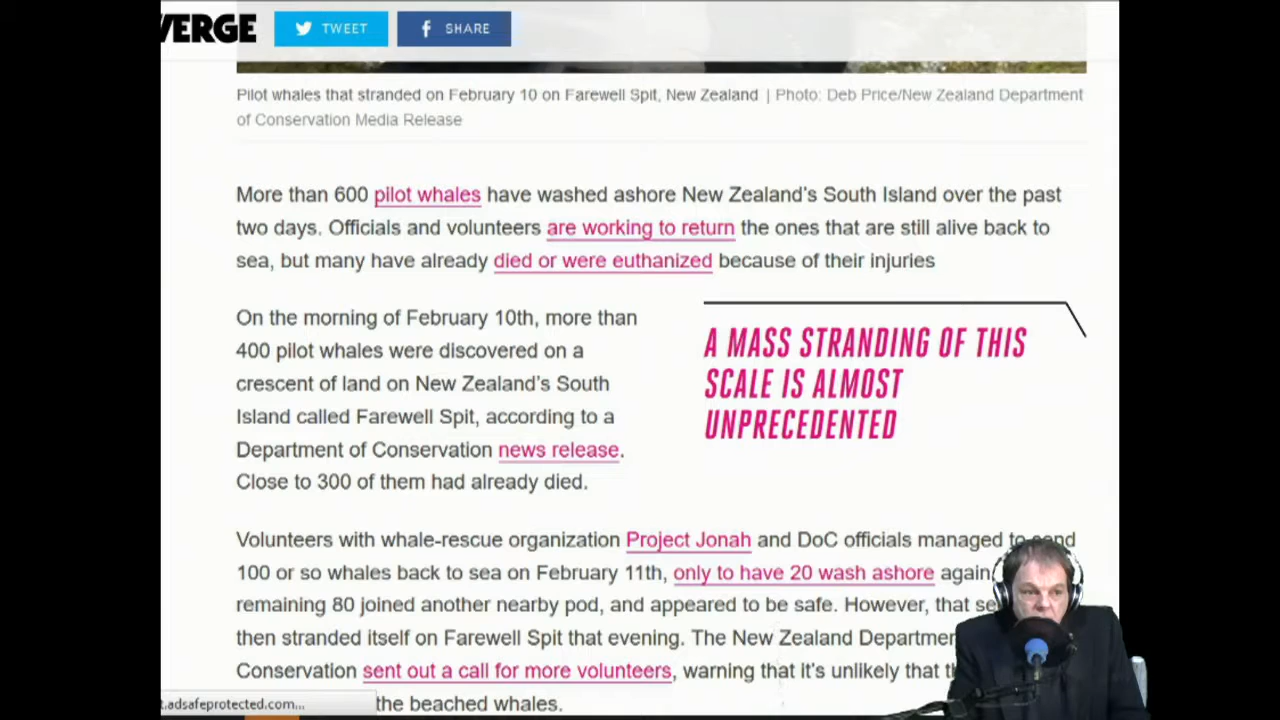 VERGE
TWEET
SHARE
Pilot whales that stranded on February 10 on Farewell Spit, New Zealand | Photo: Deb Price/New Zealand Department
of Conservation Media Release
More than 600 pilot whales have washed ashore New Zealand's South Island over the past
two days. Officials and volunteers are working to return the ones that are still alive back to
sea, but many have already died or were euthanized because of their injuries
On the morning of February 10th, more than
400 pilot whales were discovered on a
crescent of land on New Zealand's South
Island called Farewell Spit, according to a
Department of Conservation news release.
Close to 300 of them had already died.
A MASS STRANDING OF THIS
SCALE IS ALMOST
UNPRECEDENTED
Volunteers with whale-rescue organization Project Jonah and DoC officials managed to send
100 or so whales back to sea on February 11th, only to have 20 wash ashore again.
remaining 80 joined another nearby pod, and appeared to be safe. However, that
then stranded itself on Farewell Spit that evening. The New Zealand
Conservation sent out a call for more volunteers, warning that it's unlikely that
the beached whales.
t.adsafeprotected.com...